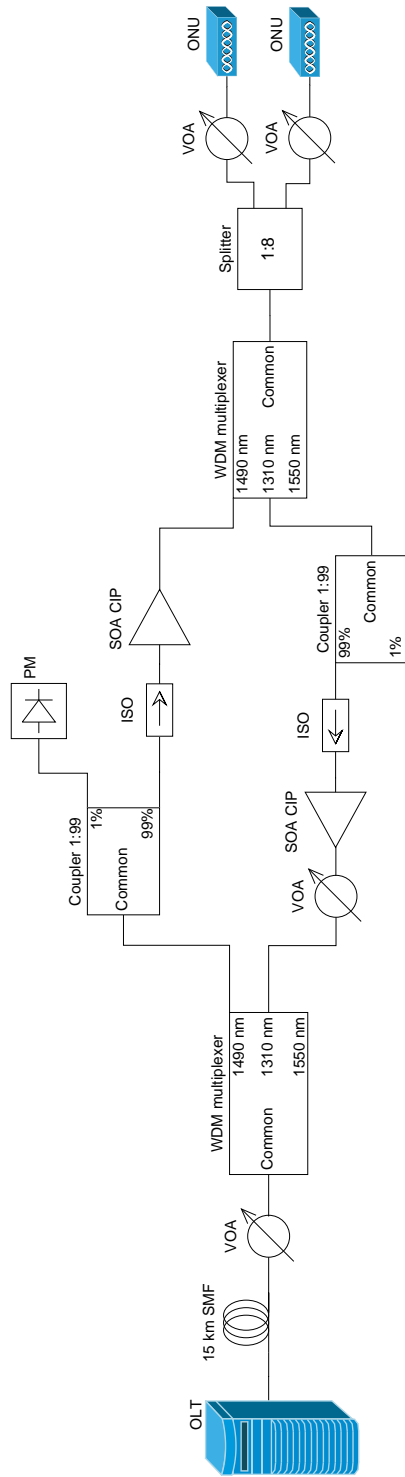 OLT
15 km SMF
VOA
WDM multiplexer
Common
1490 nm
1310 nm
1550 nm
Coupler 1:99
Common
1%
99%
PM
ISO
SOA CIP
VOA
SOA CIP
ISO
Coupler 1:99
99%
Common
1%
WDM multiplexer
1490 nm
1310 nm
1550 nm
Common
Splitter
1:8
VOA
ONU
VOA
ONU